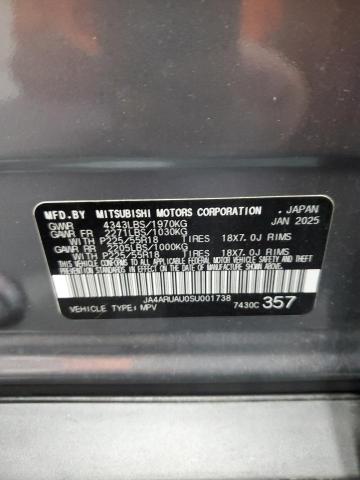 MFD.BY MITSUBISHI MOTORS CORPORATION , JAPAN
GVWR 4343LBS/1970KG JAN 2025
GAWR FR 2271LBS/1030KG
WITH P225/55R18 TIRES 18X7.0J RIMS
GAWR RR 2205LBS/1000KG
WITH P225/55R18 TIRES 18X7.0J RIMS
THIS VEHICLE CONFORMS TO ALL APPLICABLE FEDERAL MOTOR VEHICLE
SAFETY AND THEFT PREVENTION STANDARDS IN EFFECT ON THE DATE OF
MANUFACTURE SHOWN ABOVE.
JA4ARUAU0SU001738
VEHICLE TYPE: MPV 7430C 357